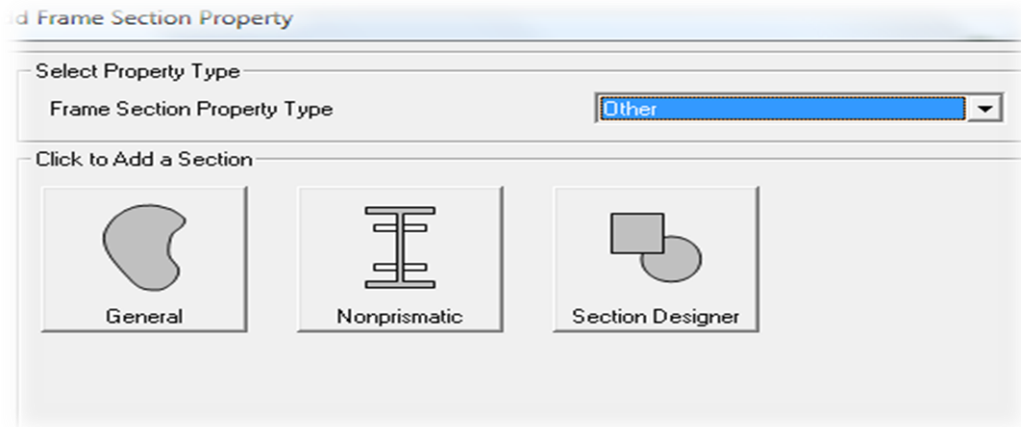 d Frame Section Property
Select Property Type
Frame Section Property Type
Other
Click to Add a Section
General
Nonprismatic
Section Designer